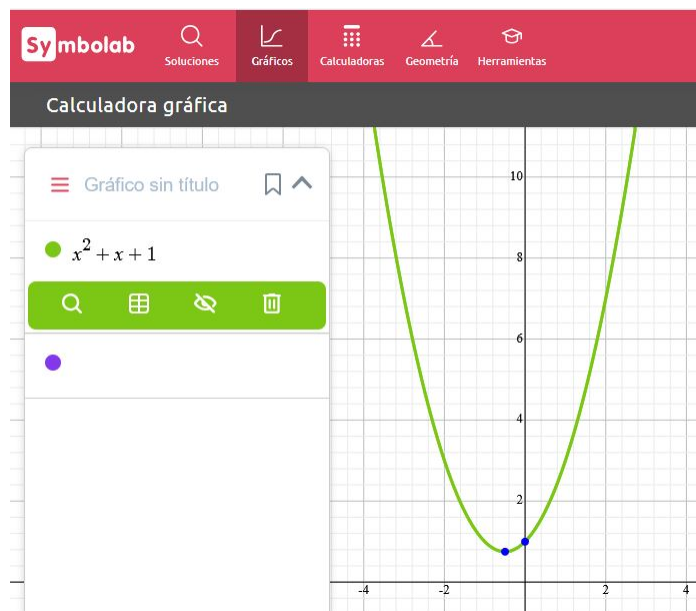 Symbolab
Soluciones
Gráficos
Calculadoras
Geometría
Herramientas
Calculadora gráfica
Gráfico sin título
x² + x + 1
10
8
6
4
2
-4
-2
2
4